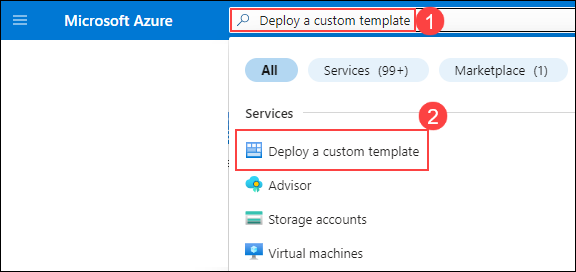 Microsoft Azure
Deploy a custom template
1
All
Services (99+)
Marketplace (1)
Services
2
Deploy a custom template
Advisor
Storage accounts
Virtual machines